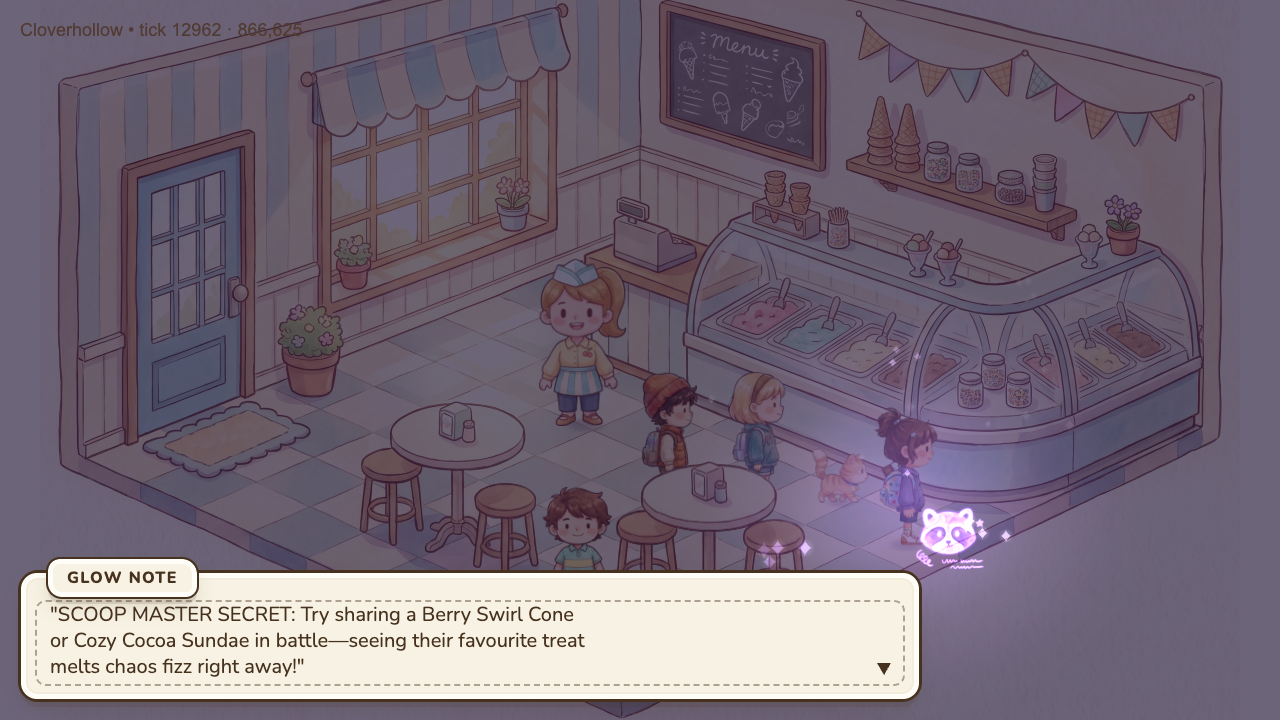 Cloverhollow • tick 12962 · 866,625
menu
GLOW NOTE
"SCOOP MASTER SECRET: Try sharing a Berry Swirl Cone
or Cozy Cocoa Sundae in battle—seeing their favourite treat
melts chaos fizz right away!"